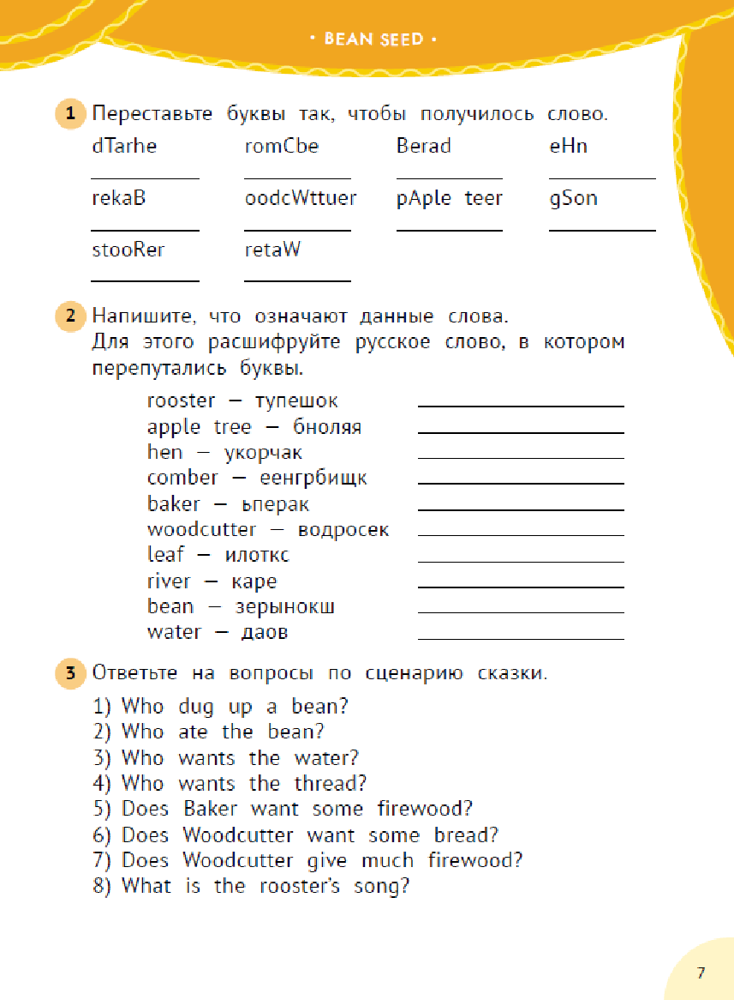 • BEAN SEED •
1 Переставьте буквы так, чтобы получилось слово.
dTarhe romCbe Berad eHn
rekaB oodcWttuer pAple teer gSon
stooRer retaW
2 Напишите, что означают данные слова.
Для этого расшифруйте русское слово, в котором
перепутались буквы.
rooster — тупешок
apple tree — бноляя
hen — укорчак
comber — еенгрбищк
baker — ьперак
woodcutter — водросек
leaf — илоткс
river — каре
bean — зерынокш
water — даов
3 Ответьте на вопросы по сценарию сказки.
1) Who dug up a bean?
2) Who ate the bean?
3) Who wants the water?
4) Who wants the thread?
5) Does Baker want some firewood?
6) Does Woodcutter want some bread?
7) Does Woodcutter give much firewood?
8) What is the rooster’s song?
7